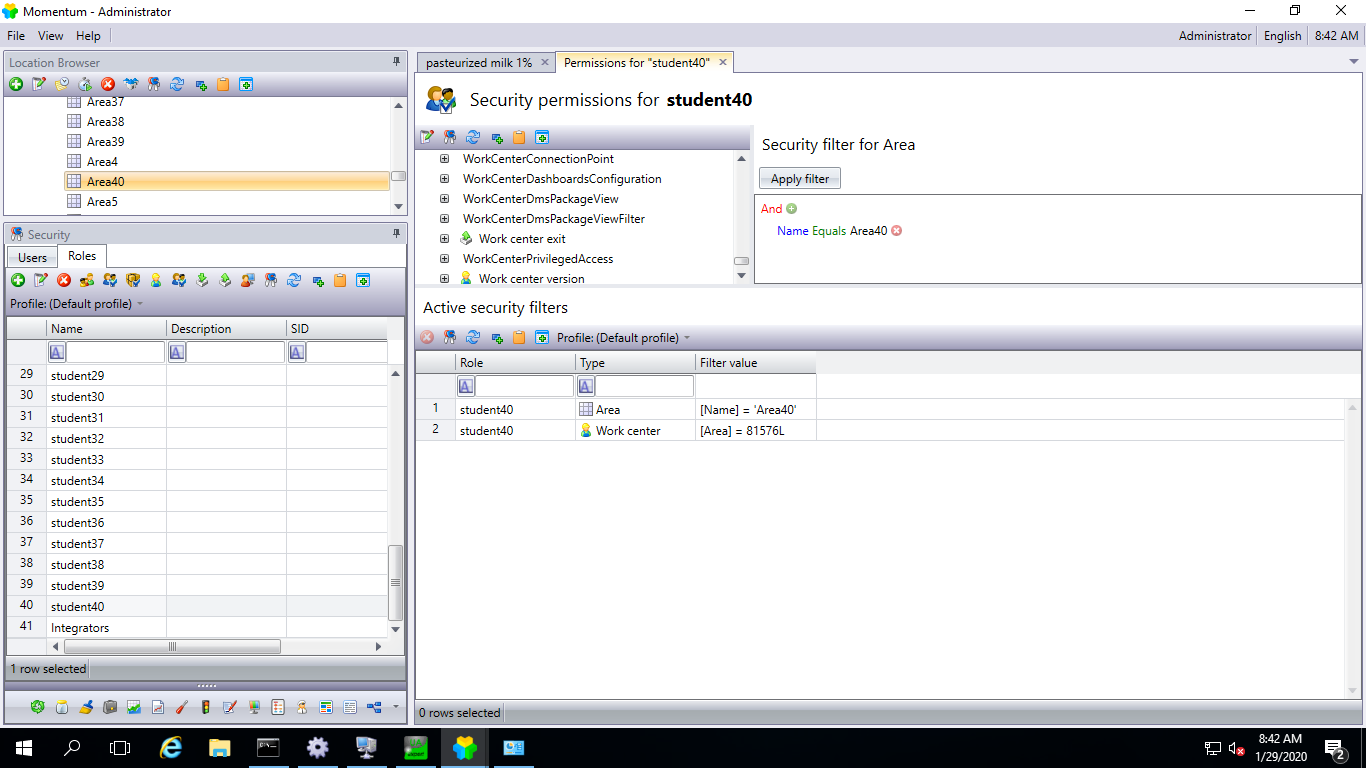 Momentum - Administrator
File View Help
Administrator English 8:42 AM
Location Browser
Area37
Area38
Area39
Area4
Area40
Area5
Security
Users Roles
Profile: (Default profile)
Name Description SID
29 student29
30 student30
31 student31
32 student32
33 student33
34 student34
35 student35
36 student36
37 student37
38 student38
39 student39
40 student40
41 Integrators
1 row selected
pasteurized milk 1% Permissions for "student40"
Security permissions for student40
WorkCenterConnectionPoint
WorkCenterDashboardsConfiguration
WorkCenterDmsPackageView
WorkCenterDmsPackageViewFilter
Work center exit
WorkCenterPrivilegedAccess
Work center version
Security filter for Area
Apply filter
And
Name Equals Area40
Active security filters
Profile: (Default profile)
Role Type Filter value
1 student40 Area [Name] = 'Area40'
2 student40 Work center [Area] = 81576L
0 rows selected
8:42 AM
1/29/2020
2